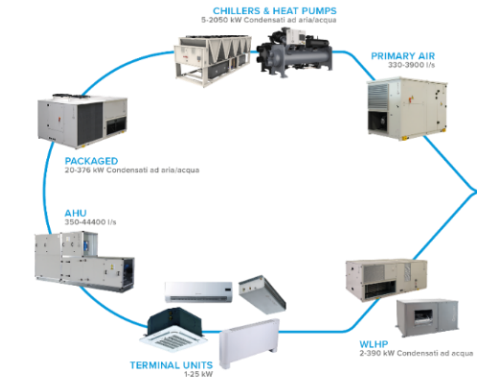 CHILLERS & HEAT PUMPS
5-2050 kW Condensati ad aria/acqua
PRIMARY AIR
330-3900 l/s
PACKAGED
20-376 kW Condensati ad aria/acqua
AHU
350-44400 l/s
WLHP
2-390 kW Condensati ad acqua
TERMINAL UNITS
1-25 kW